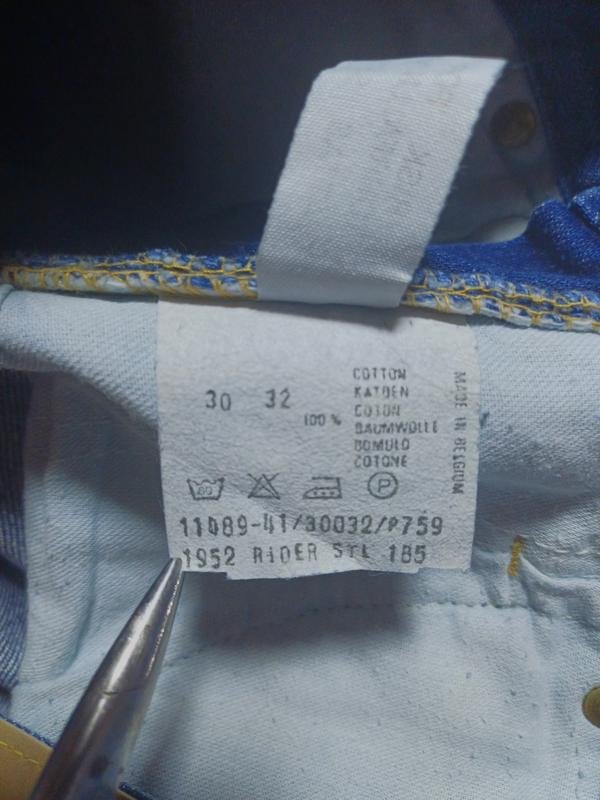 30 32
100 %
COTTON
KATOEN
COTON
BAUMWOLLE
BOMULD
COTONE
MADE IN BELGIUM
60
P
11089-41/30032/P759
1952 RIDER STL 185